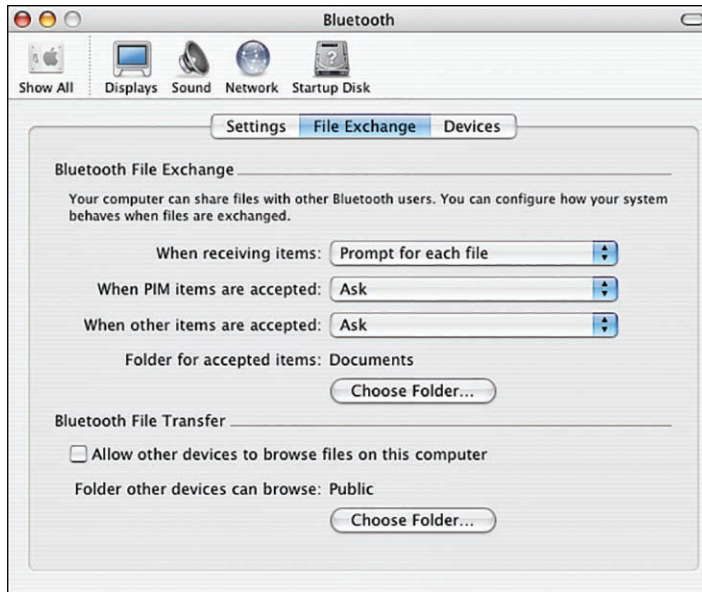 Bluetooth
Show All Displays Sound Network Startup Disk
Settings File Exchange Devices
Bluetooth File Exchange
Your computer can share files with other Bluetooth users. You can configure how your system
behaves when files are exchanged.
When receiving items: Prompt for each file
When PIM items are accepted: Ask
When other items are accepted: Ask
Folder for accepted items: Documents
Choose Folder...
Bluetooth File Transfer
Allow other devices to browse files on this computer
Folder other devices can browse: Public
Choose Folder...